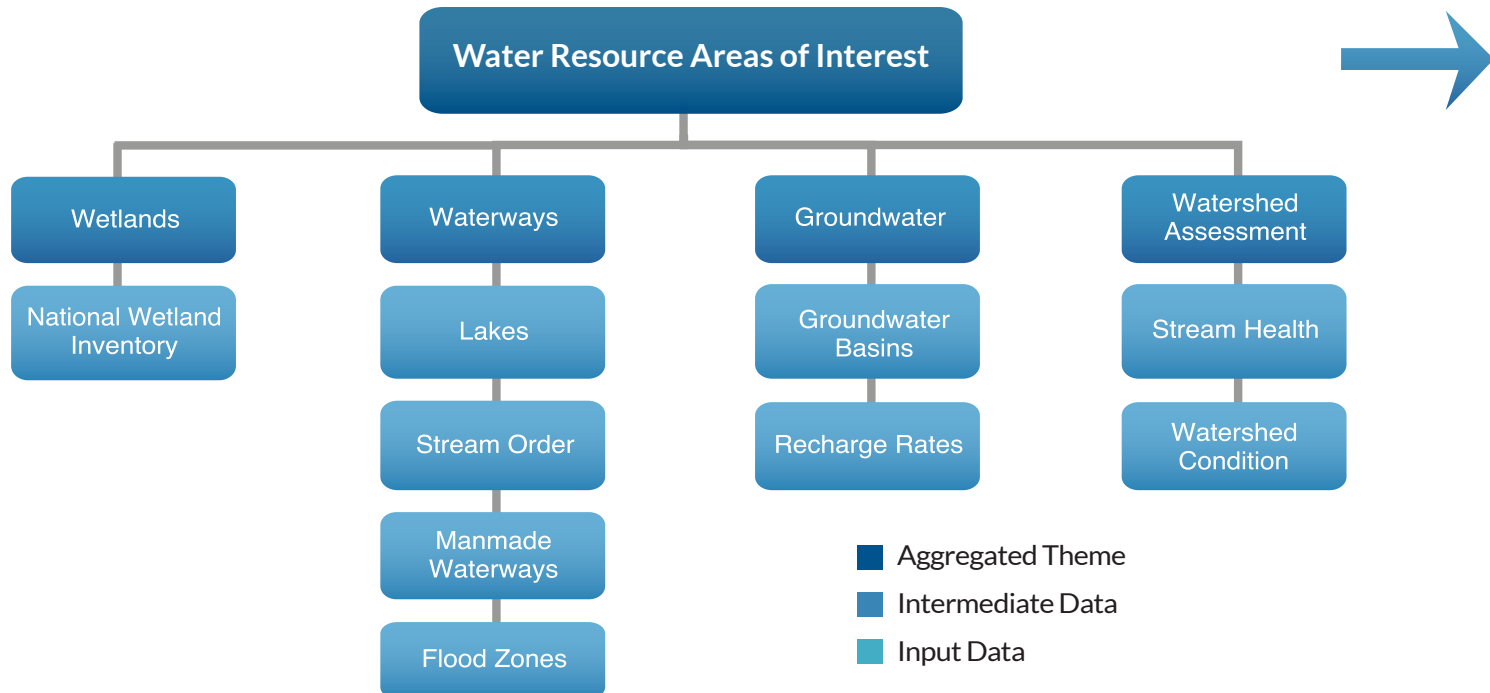 Water Resource Areas of Interest
Wetlands
Waterways
Groundwater
Watershed
Assessment
National Wetland
Inventory
Lakes
Groundwater
Basins
Stream Health
Stream Order
Recharge Rates
Watershed
Condition
Manmade
Waterways
Flood Zones
Aggregated Theme
Intermediate Data
Input Data